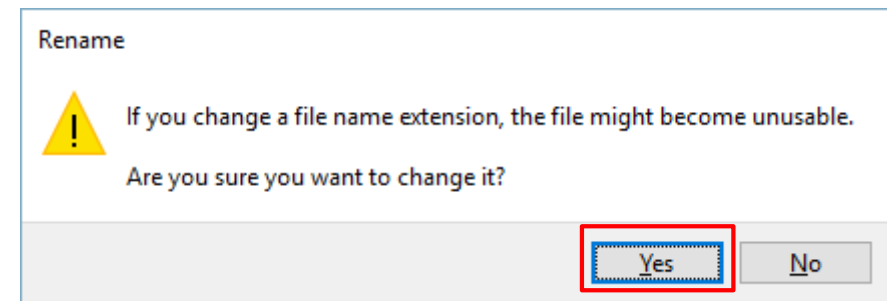 Rename
If you change a file name extension, the file might become unusable.
Are you sure you want to change it?
Yes No